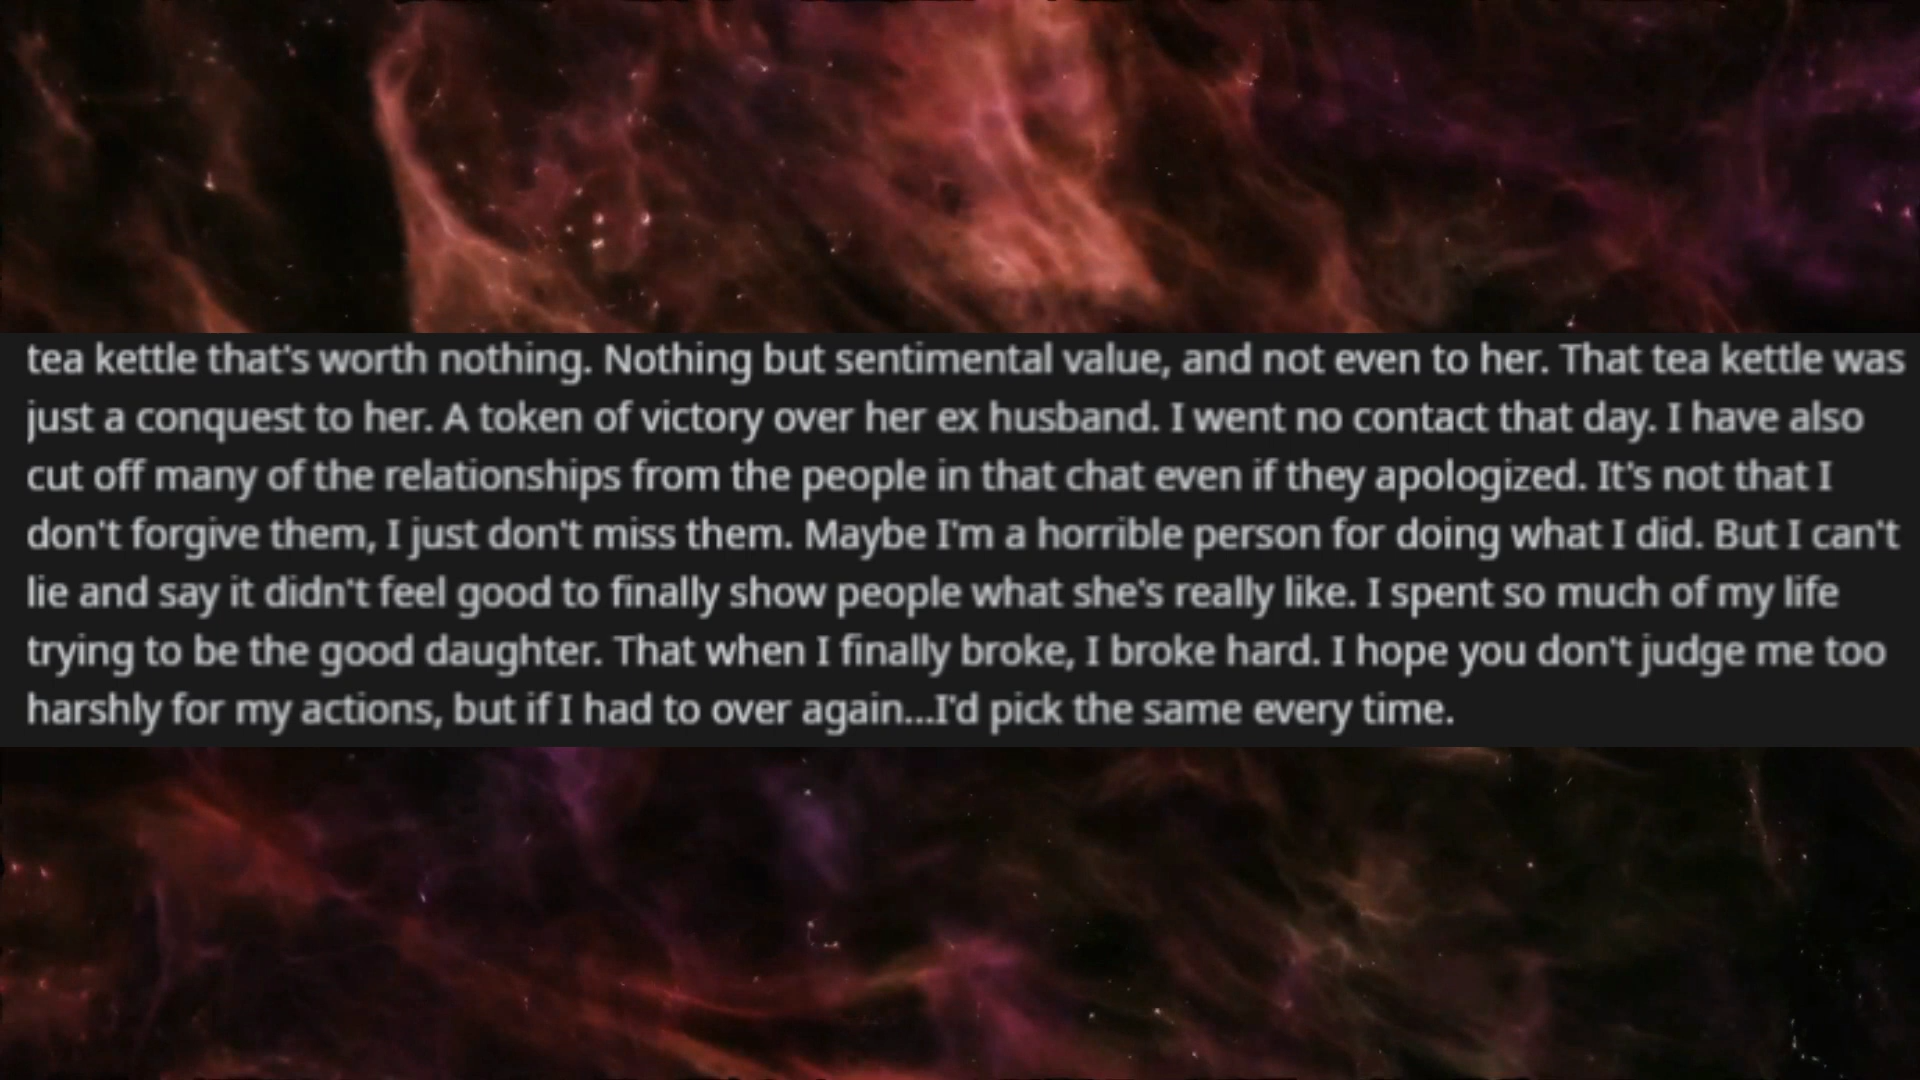 tea kettle that's worth nothing. Nothing but sentimental value, and not even to her. That tea kettle was
just a conquest to her. A token of victory over her ex husband. I went no contact that day. I have also
cut off many of the relationships from the people in that chat even if they apologized. It's not that I
don't forgive them, I just don't miss them. Maybe I'm a horrible person for doing what I did. But I can't
lie and say it didn't feel good to finally show people what she's really like. I spent so much of my life
trying to be the good daughter. That when I finally broke, I broke hard. I hope you don't judge me too
harshly for my actions, but if I had to over again...I'd pick the same every time.